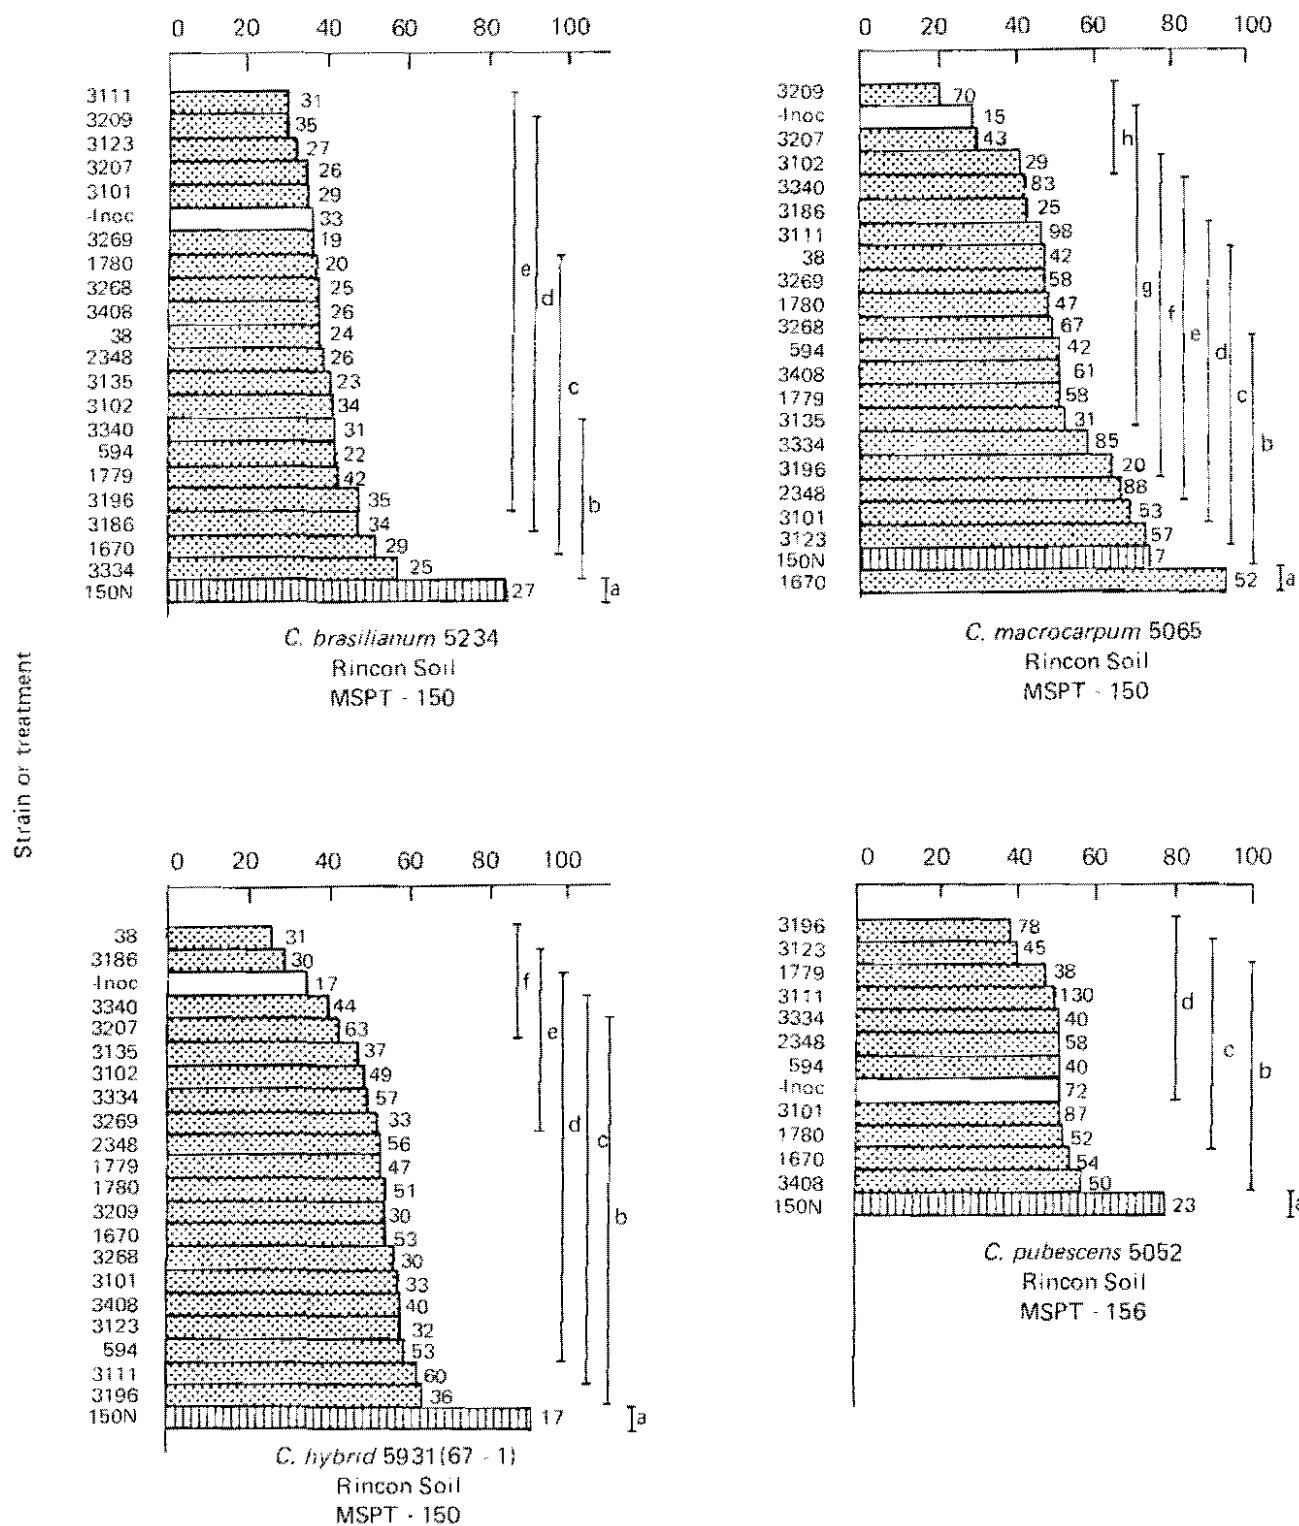 Strain or treatment
0 20 40 60 80 100
3111 31
3209 35
3123 27
3207 26
3101 29
-Inoc 33
3269 19
1780 20
3268 25
3408 26
38 24
2348 26
3135 23
3102 34
3340 31
594 22
1779 42
3196 35
3186 34
1670 29
3334 25
150N 27
e
d
c
b
a
C. brasilianum 5234
Rincon Soil
MSPT - 150
0 20 40 60 80 100
3209 70
-Inoc 15
3207 43
3102 29
3340 83
3186 25
3111 98
38 42
3269 58
1780 47
3268 67
594 42
3408 61
1779 58
3135 31
3334 85
3196 20
2348 88
3101 53
3123 57
150N 7
1670 52
h
g
f
e
d
c
b
a
C. macrocarpum 5065
Rincon Soil
MSPT - 150
0 20 40 60 80 100
38 31
3186 30
-Inoc 17
3340 44
3207 63
3135 37
3102 49
3334 57
3269 33
2348 56
1779 47
1780 51
3209 30
1670 53
3268 30
3101 33
3408 40
3123 32
594 53
3111 60
3196 36
150N 17
f
e
d
c
b
a
C. hybrid 5931(67 - 1)
Rincon Soil
MSPT - 150
0 20 40 60 80 100
3196 78
3123 45
1779 38
3111 130
3334 40
2348 58
594 40
-Inoc 72
3101 87
1780 52
1670 54
3408 50
150N 23
d
c
b
C. pubescens 5052
Rincon Soil
MSPT - 156